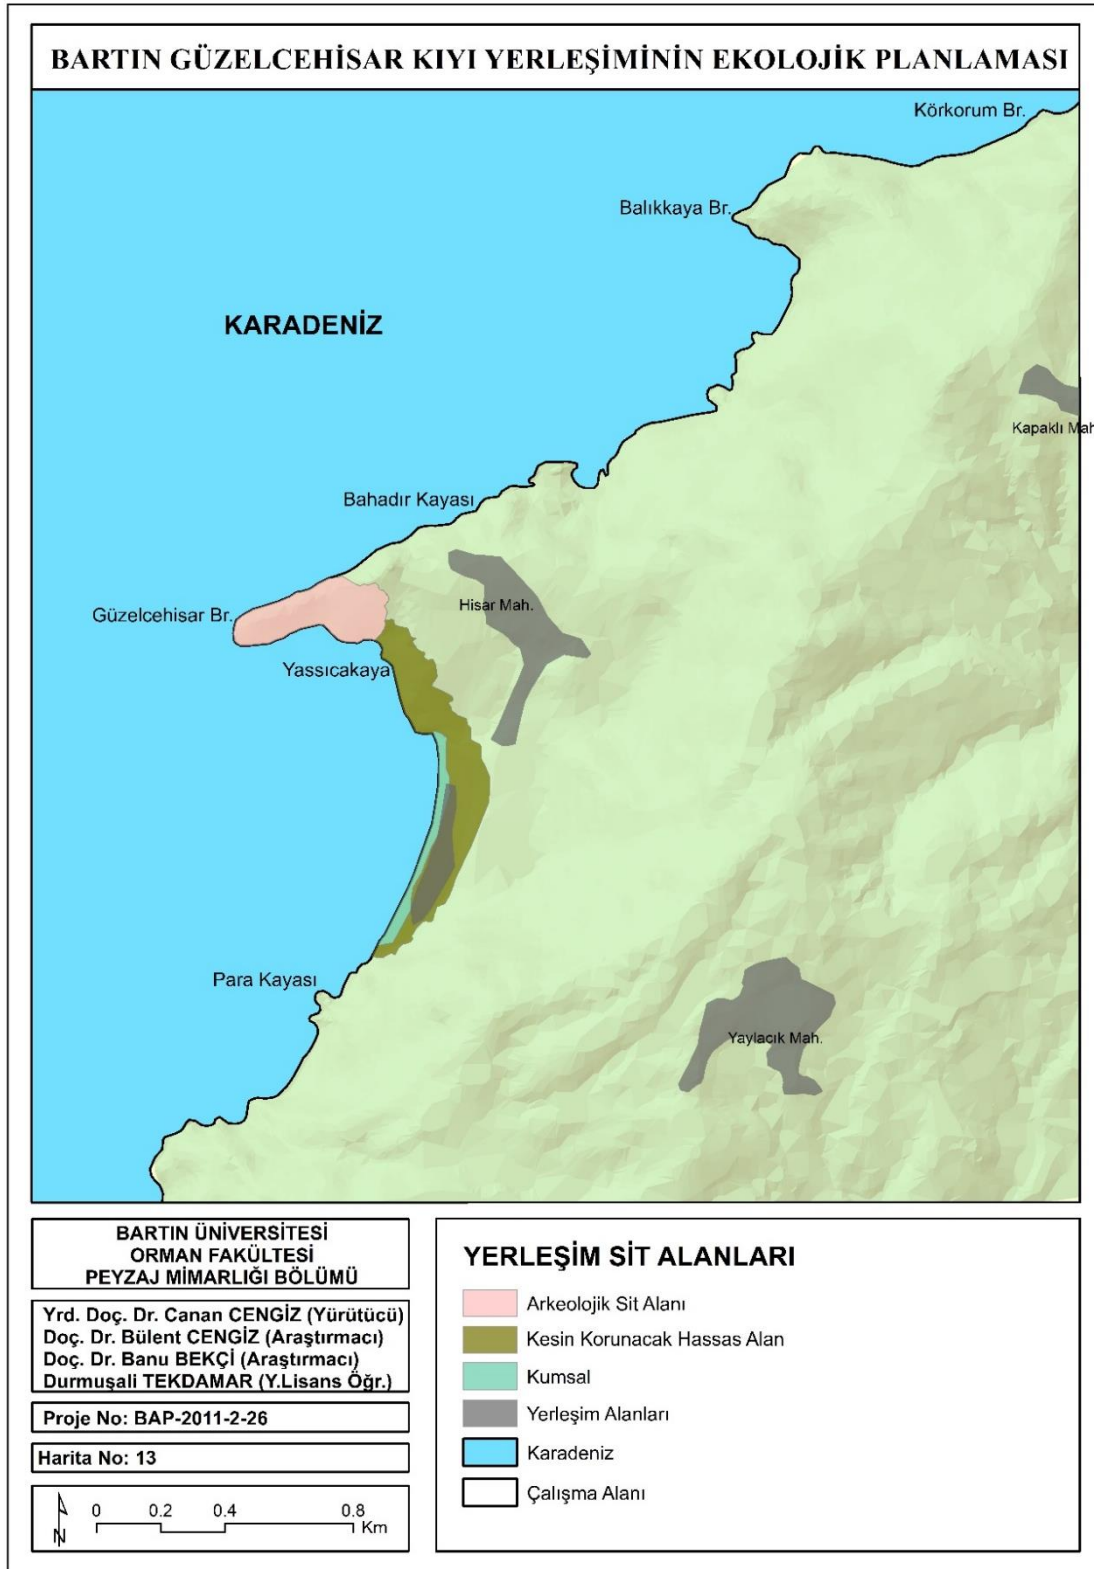 BARTIN GÜZELCEHİSAR KIYI YERLEŞİMİNİN EKOLOJİK PLANLAMASI
Körkorum Br.
Balıkkaya Br.
KARADENİZ
Kapaklı Mah
Bahadır Kayası
Hisar Mah.
Güzelcehisar Br.
Yassıcakaya
Para Kayası
Yaylacık Mah.
BARTIN ÜNİVERSİTESİ
ORMAN FAKÜLTESİ
PEYZAJ MİMARLIĞI BÖLÜMÜ
Yrd. Doç. Dr. Canan CENGİZ (Yürütücü)
Doç. Dr. Bülent CENGİZ (Araştırmacı)
Doç. Dr. Banu BEKÇİ (Araştırmacı)
Durmuşali TEKDAMAR (Y.Lisans Öğr.)
Proje No: BAP-2011-2-26
Harita No: 13
N
0 0.2 0.4 0.8
Km
YERLEŞİM SİT ALANLARI
Arkeolojik Sit Alanı
Kesin Korunacak Hassas Alan
Kumsal
Yerleşim Alanları
Karadeniz
Çalışma Alanı